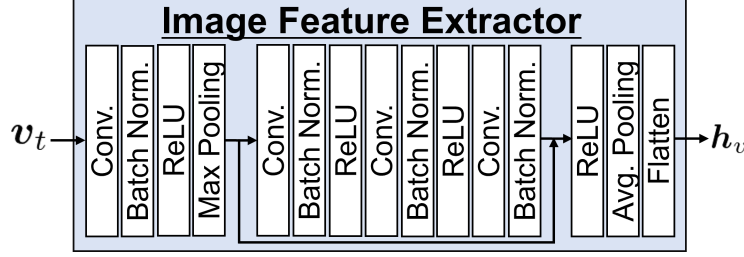 Image Feature Extractor
v_t
Conv.
Batch Norm.
ReLU
Max Pooling
Conv.
Batch Norm.
ReLU
Conv.
Batch Norm.
ReLU
Conv.
Batch Norm.
ReLU
Avg. Pooling
Flatten
h_v